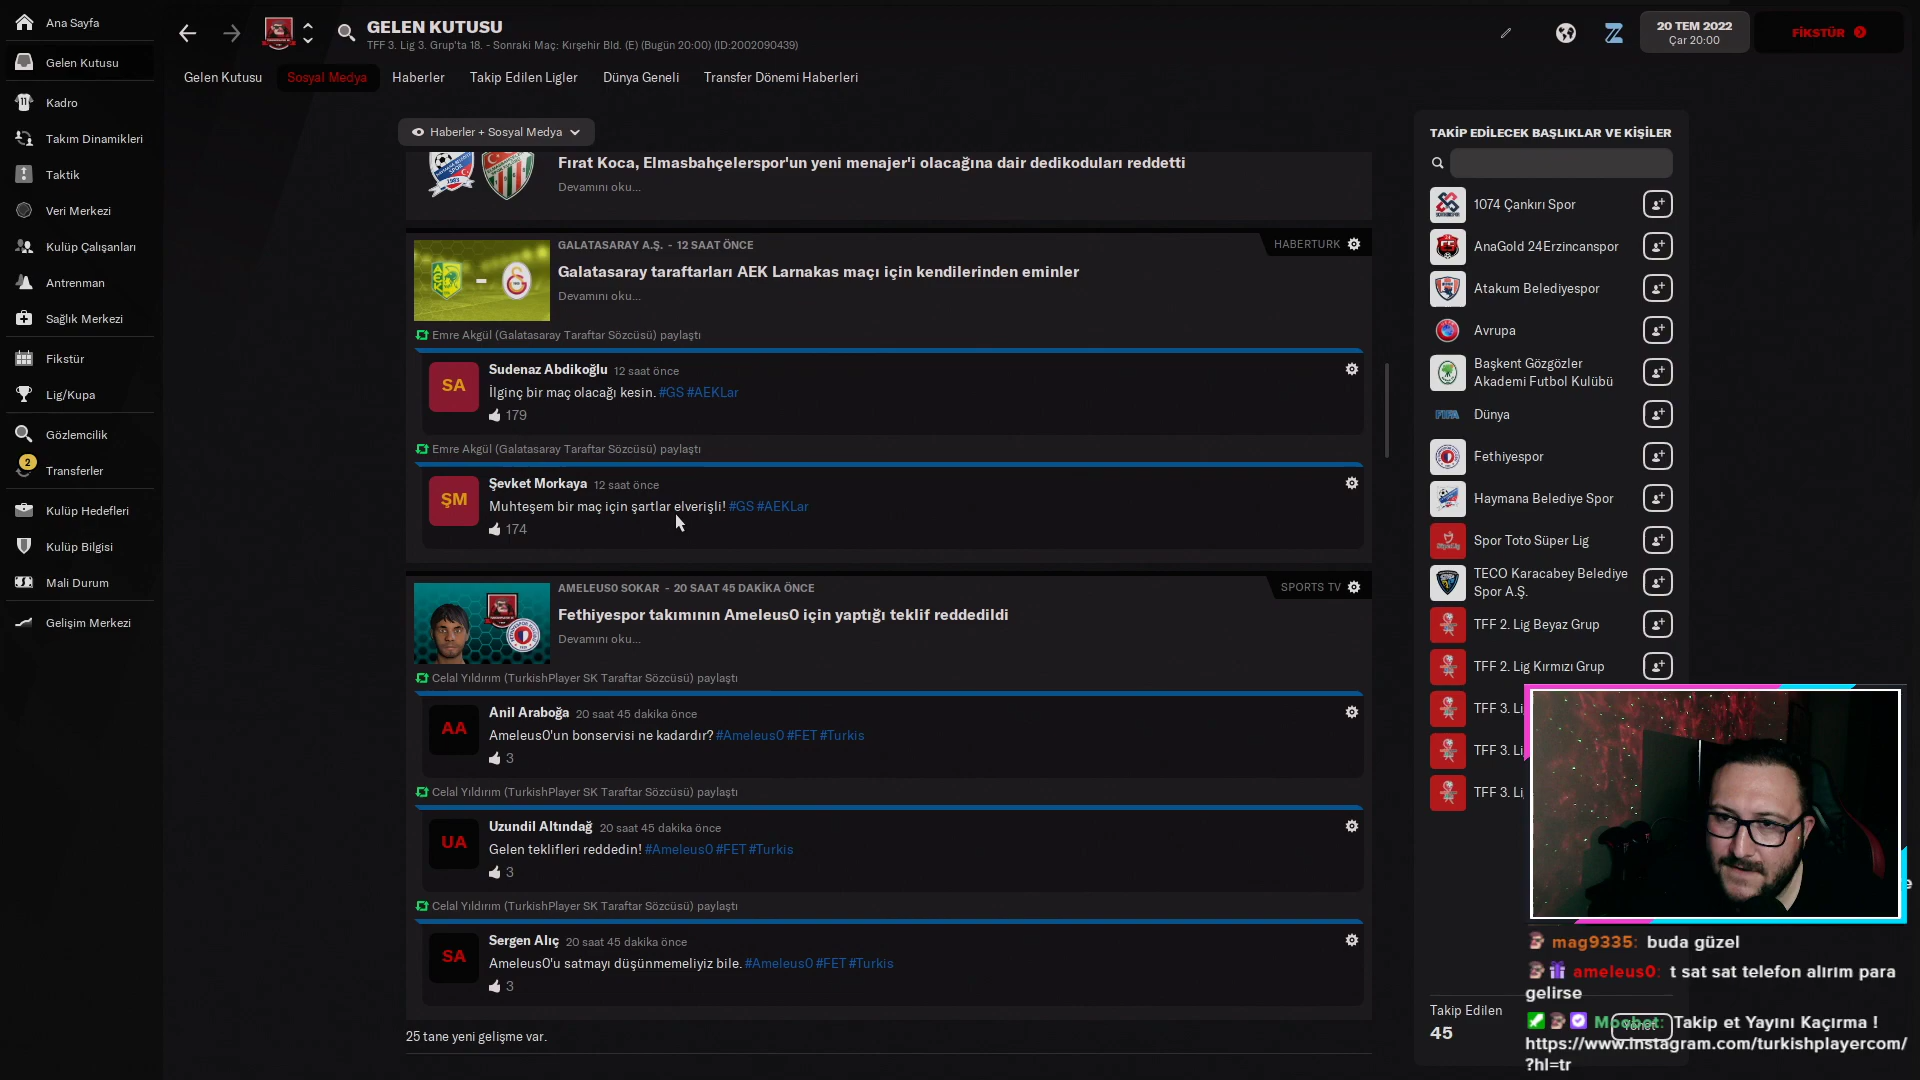 Ana Sayfa
Gelen Kutusu
Kadro
Takım Dinamikleri
Taktik
Veri Merkezi
Kulüp Çalışanları
Antrenman
Sağlık Merkezi
Fikstür
Lig/Kupa
Gözlemcilik
2
Transferler
Kulüp Hedefleri
Kulüp Bilgisi
Mali Durum
Gelişim Merkezi
GELEN KUTUSU
TFF 3. Lig 3. Grup'ta 18. - Sonraki Maç: Kırşehir Bld. (E) (Bugün 20:00) (ID:2002090439)
20 TEM 2022
Çar 20:00
FİKSTÜR
Gelen Kutusu
Sosyal Medya
Haberler
Takip Edilen Ligler
Dünya Geneli
Transfer Dönemi Haberleri
Haberler + Sosyal Medya
Fırat Koca, Elmasbahçelerspor'un yeni menajer'i olacağına dair dedikoduları reddetti
Devamını oku...
GALATASARAY A.Ş. - 12 SAAT ÖNCE
HABERTURK
Galatasaray taraftarları AEK Larnakas maçı için kendilerinden eminler
Devamını oku...
Emre Akgül (Galatasaray Taraftar Sözcüsü) paylaştı
SA
Sudenaz Abdikoğlu 12 saat önce
İlginç bir maç olacağı kesin. #GS #AEKLar
179
Emre Akgül (Galatasaray Taraftar Sözcüsü) paylaştı
ŞM
Şevket Morkaya 12 saat önce
Muhteşem bir maç için şartlar elverişli! #GS #AEKLar
174
AMELEUS0 SOKAR - 20 SAAT 45 DAKİKA ÖNCE
SPORTS TV
Fethiyespor takımının Ameleus0 için yaptığı teklif reddedildi
Devamını oku...
Celal Yıldırım (TurkishPlayer SK Taraftar Sözcüsü) paylaştı
AA
Anil Araboğa 20 saat 45 dakika önce
Ameleus0'un bonservisi ne kadardır? #Ameleus0 #FET #Turkis
3
Celal Yıldırım (TurkishPlayer SK Taraftar Sözcüsü) paylaştı
UA
Uzundil Altındağ 20 saat 45 dakika önce
Gelen teklifleri reddedin! #Ameleus0 #FET #Turkis
3
Celal Yıldırım (TurkishPlayer SK Taraftar Sözcüsü) paylaştı
SA
Sergen Alıç 20 saat 45 dakika önce
Ameleus0'u satmayı düşünmemeliyiz bile. #Ameleus0 #FET #Turkis
3
25 tane yeni gelişme var.
TAKİP EDİLECEK BAŞLIKLAR VE KİŞİLER
1074 Çankırı Spor
AnaGold 24Erzincanspor
Atakum Belediyespor
Avrupa
Başkent Gözgözler
Akademi Futbol Kulübü
Dünya
Fethiyespor
Haymana Belediye Spor
Spor Toto Süper Lig
TECO Karacabey Belediye
Spor A.Ş.
TFF 2. Lig Beyaz Grup
TFF 2. Lig Kırmızı Grup
TFF 3. Li
TFF 3. Li
TFF 3. Li
mag9335: buda güzel
ameleus0: t sat sat telefon alırım para
gelirse
Takip Edilen
45
Yönet
Moobot: Takip et Yayını Kaçırma !
https://www.instagram.com/turkishplayercom/
?hl=tr